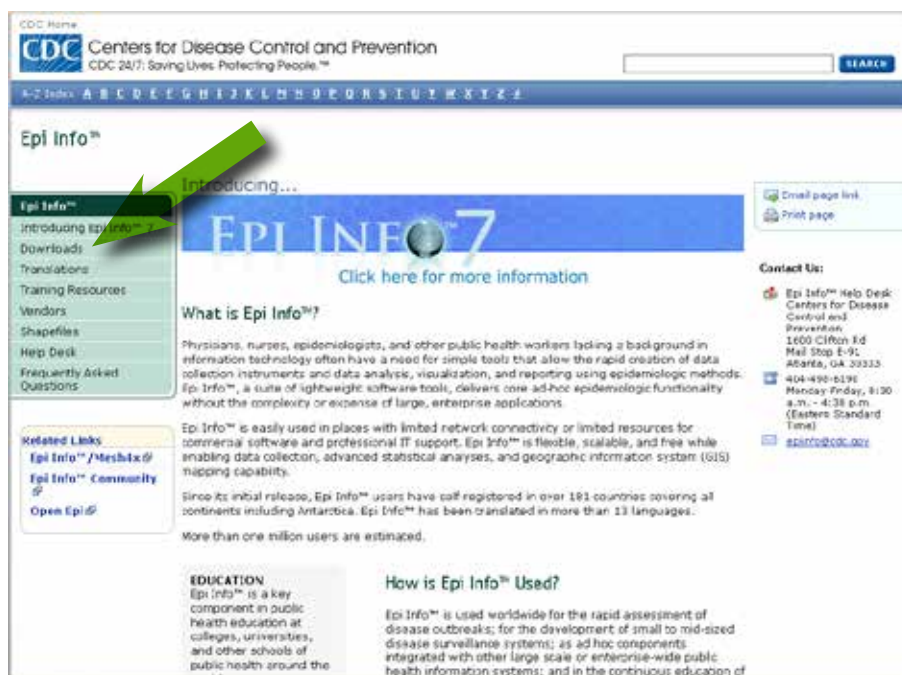 CDC Home
CDC Centers for Disease Control and Prevention
CDC 24/7: Saving Lives. Protecting People.™
SEARCH
A-Z Index A B C D E F G H I J K L M N O P Q R S T U V W X Y Z #
Epi Info™
Epi Info™
Introducing Epi Info™ 7
Downloads
Translations
Training Resources
Vendors
Shapefiles
Help Desk
Frequently Asked
Questions
Related Links
Epi Info™/Mesh4x
Epi Info™ Community
Open Epi
Introducing...
EPI INFO™7
Click here for more information
What is Epi Info™?
Physicians, nurses, epidemiologists, and other public health workers lacking a background in
information technology often have a need for simple tools that allow the rapid creation of data
collection instruments and data analysis, visualization, and reporting using epidemiologic methods.
Epi Info™, a suite of lightweight software tools, delivers core ad-hoc epidemiologic functionality
without the complexity or expense of large, enterprise applications.
Epi Info™ is easily used in places with limited network connectivity or limited resources for
commercial software and professional IT support. Epi Info™ is flexible, scalable, and free while
enabling data collection, advanced statistical analyses, and geographic information system (GIS)
mapping capability.
Since its initial release, Epi Info™ users have self registered in over 181 countries covering all
continents including Antarctica. Epi Info™ has been translated in more than 13 languages.
More than one million users are estimated.
EDUCATION
Epi Info™ is a key
component in public
health education at
colleges, universities,
and other schools of
public health around the
How is Epi Info™ Used?
Epi Info™ is used worldwide for the rapid assessment of
disease outbreaks; for the development of small to mid-sized
disease surveillance systems; as ad hoc components
integrated with other large scale or enterprise-wide public
health information systems; and in the continuous education of
Email page link
Print page
Contact Us:
Epi Info™ Help Desk
Centers for Disease
Control and
Prevention
1600 Clifton Rd
Mail Stop E-91
Atlanta, GA 33333
404-498-6190
Monday Friday, 8:30
a.m. - 4:30 p.m.
(Eastern Standard
Time)
epiinfo@cdc.gov